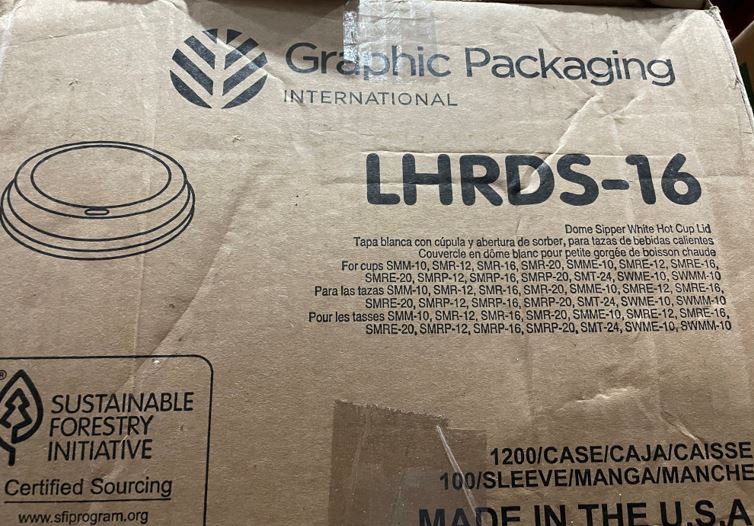 Graphic Packaging
INTERNATIONAL
LHRDS-16
Dome Sipper White Hot Cup Lid
Tapa blanca con cúpula y abertura de sorber, para tazas de bebidas calientes
Couvercle en dôme blanc pour petite gorgée de boisson chaude
For cups SMM-10, SMR-12, SMR-16, SMR-20, SMME-10, SMRE-12, SMRE-16,
SMRE-20, SMRP-12, SMRP-16, SMRP-20, SMT-24, SWME-10, SWMM-10
Para las tazas SMM-10, SMR-12, SMR-16, SMR-20, SMME-10, SMRE-12, SMRE-16,
SMRE-20, SMRP-12, SMRP-16, SMRP-20, SMT-24, SWME-10, SWMM-10
Pour les tasses SMM-10, SMR-12, SMR-16, SMR-20, SMME-10, SMRE-12, SMRE-16,
SMRE-20, SMRP-12, SMRP-16, SMRP-20, SMT-24, SWME-10, SWMM-10
®
SUSTAINABLE
FORESTRY
INITIATIVE
Certified Sourcing
www.sfiprogram.org
1200/CASE/CAJA/CAISSE
100/SLEEVE/MANGA/MANCHE
MADE IN THE U.S.A